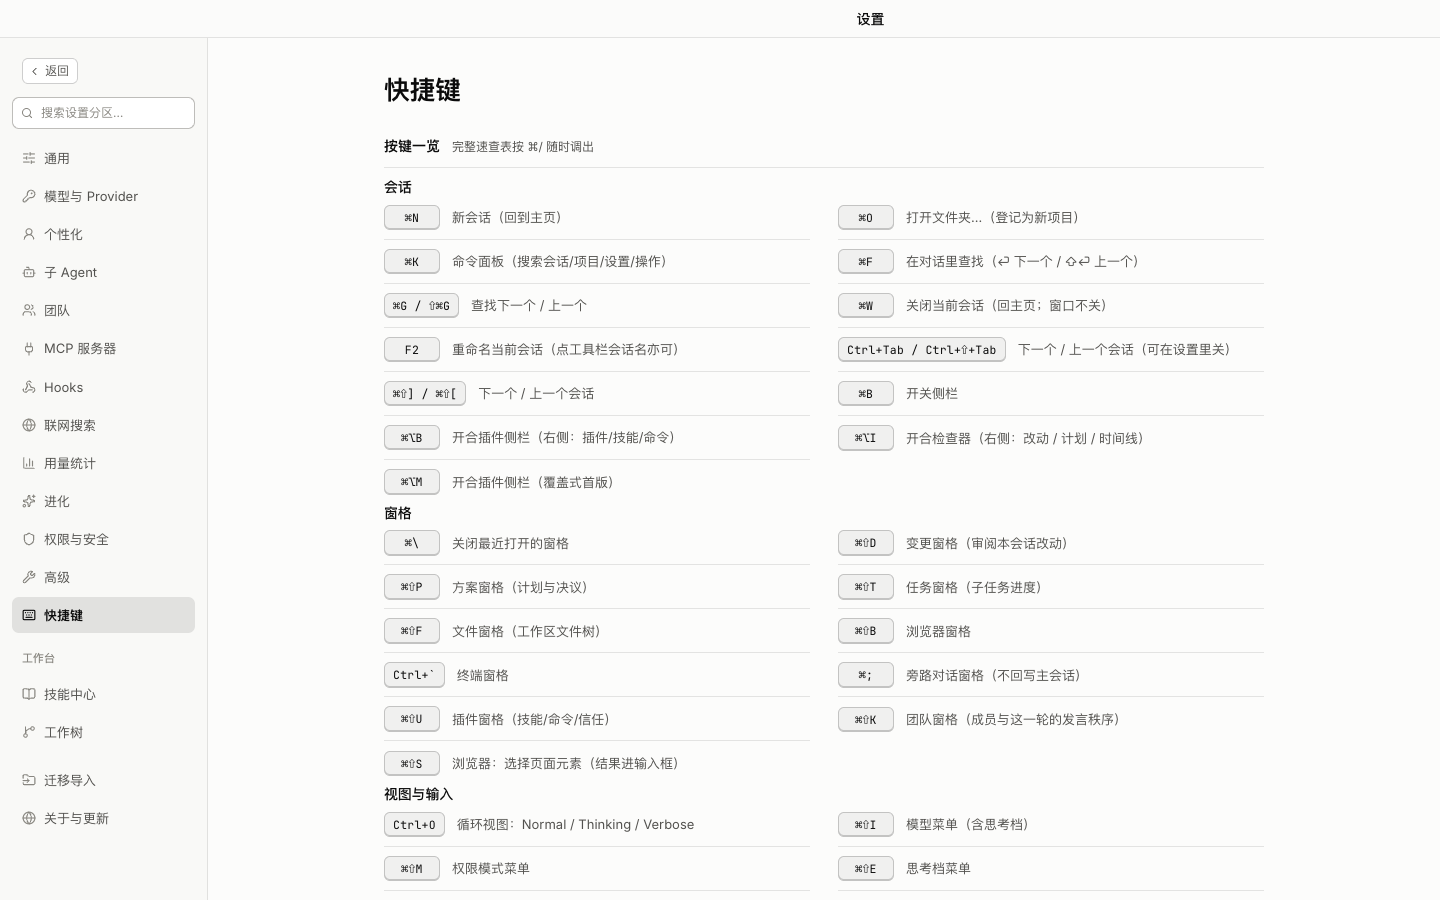 设置
返回
搜索设置分区...
通用
模型与 Provider
个性化
子 Agent
团队
MCP 服务器
Hooks
联网搜索
用量统计
进化
权限与安全
高级
快捷键
工作台
技能中心
工作树
迁移导入
关于与更新
快捷键
按键一览 完整速查表按 ⌘/ 随时调出
会话
⌘N 新会话（回到主页）
⌘O 打开文件夹...（登记为新项目）
⌘K 命令面板（搜索会话/项目/设置/操作）
⌘F 在对话里查找（⏎ 下一个 / ⇧⏎ 上一个）
⌘G / ⇧⌘G 查找下一个 / 上一个
⌘W 关闭当前会话（回主页；窗口不关）
F2 重命名当前会话（点工具栏会话名亦可）
Ctrl+Tab / Ctrl+⇧+Tab 下一个 / 上一个会话（可在设置里关）
⌘⇧] / ⌘⇧[ 下一个 / 上一个会话
⌘B 开关侧栏
⌘⌥B 开合插件侧栏（右侧：插件/技能/命令）
⌘⌥I 开合检查器（右侧：改动 / 计划 / 时间线）
⌘⌥M 开合插件侧栏（覆盖式首版）
窗格
⌘\ 关闭最近打开的窗格
⌘⇧D 变更窗格（审阅本会话改动）
⌘⇧P 方案窗格（计划与决议）
⌘⇧T 任务窗格（子任务进度）
⌘⇧F 文件窗格（工作区文件树）
⌘⇧B 浏览器窗格
Ctrl+` 终端窗格
⌘; 旁路对话窗格（不回写主会话）
⌘⇧U 插件窗格（技能/命令/信任）
⌘⇧K 团队窗格（成员与这一轮的发言秩序）
⌘⇧S 浏览器：选择页面元素（结果进输入框）
视图与输入
Ctrl+O 循环视图：Normal / Thinking / Verbose
⌘⇧I 模型菜单（含思考档）
⌘⇧M 权限模式菜单
⌘⇧E 思考档菜单